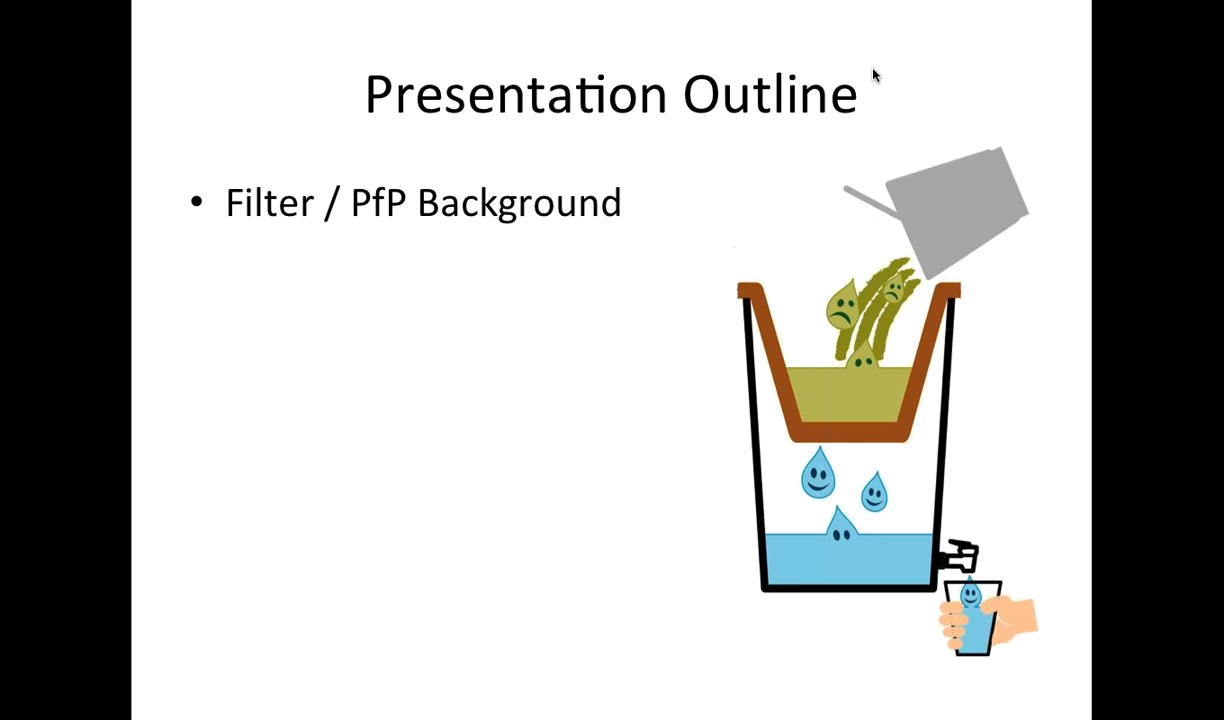 Presentation Outline
• Filter / PfP Background